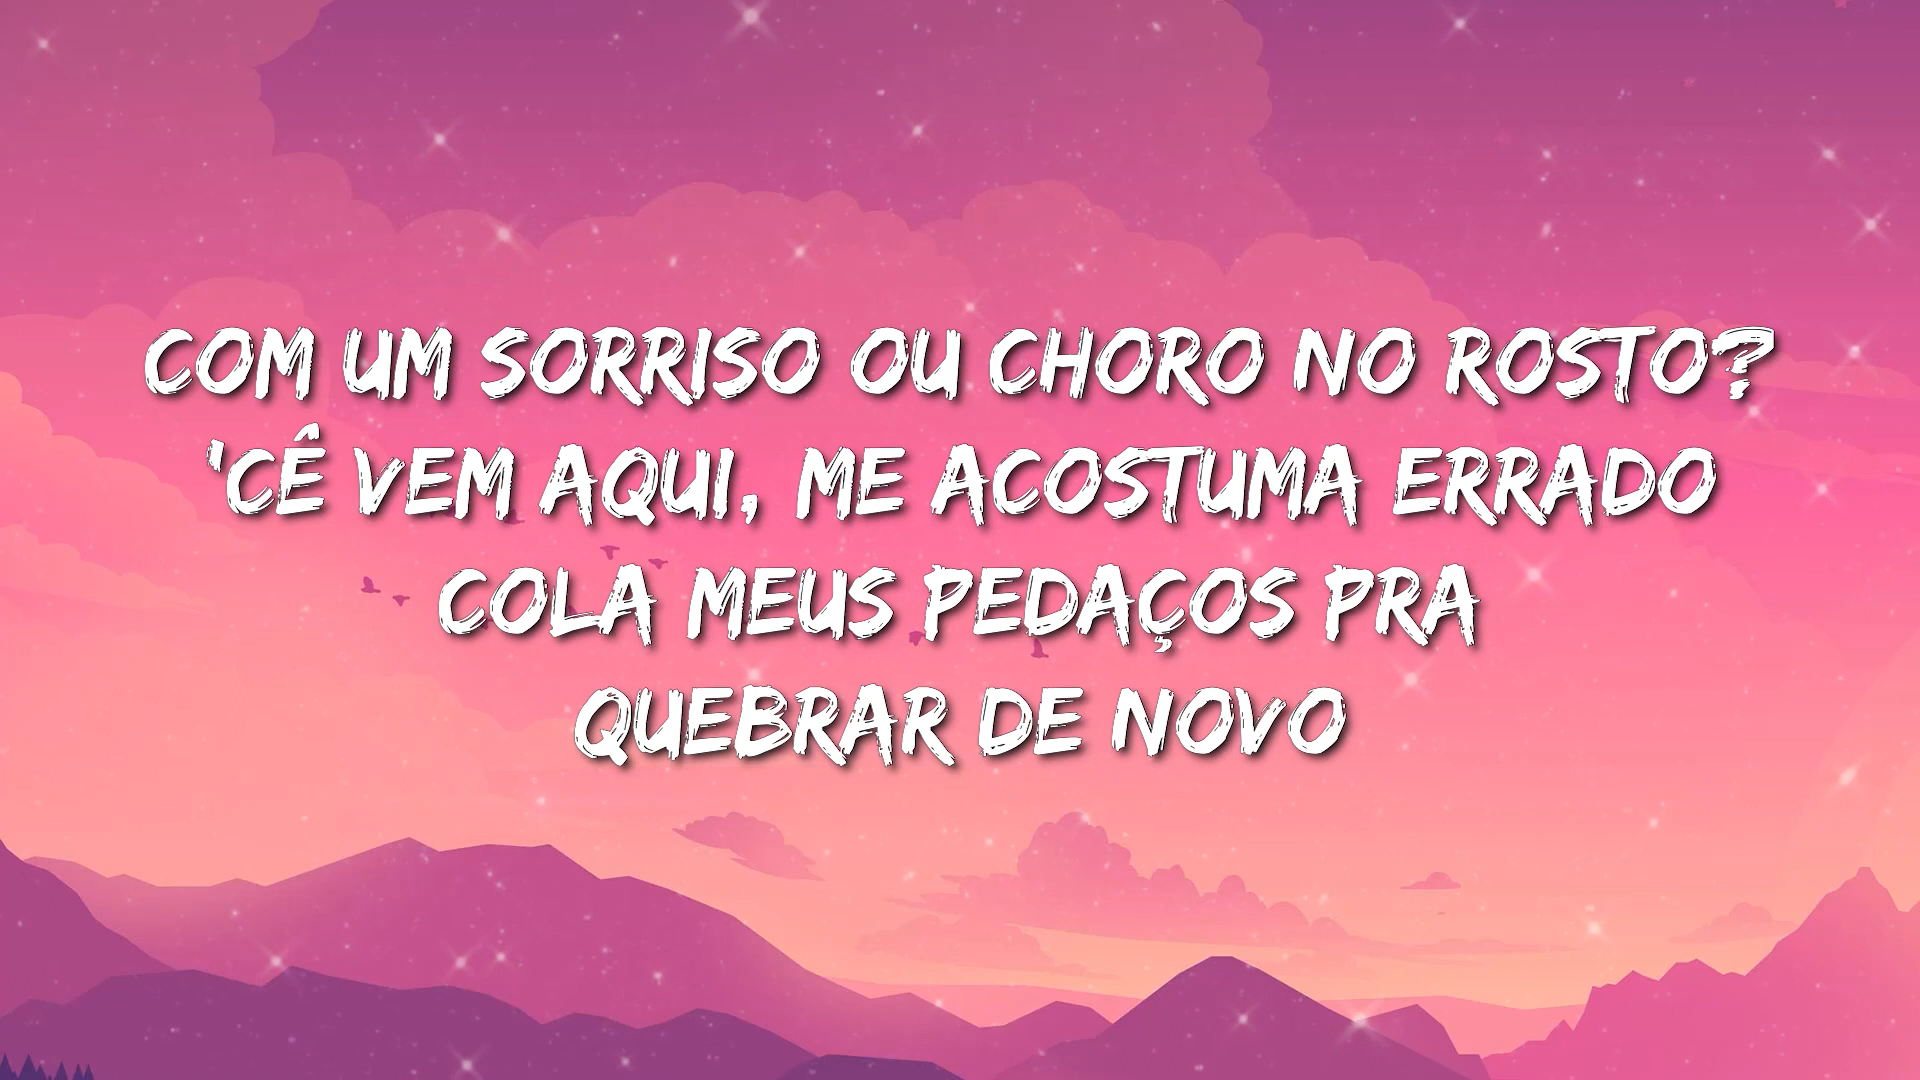 COM UM SORRISO OU CHORO NO ROSTO?
'CÊ VEM AQUI, ME ACOSTUMA ERRADO
COLA MEUS PEDAÇOS PRA
QUEBRAR DE NOVO